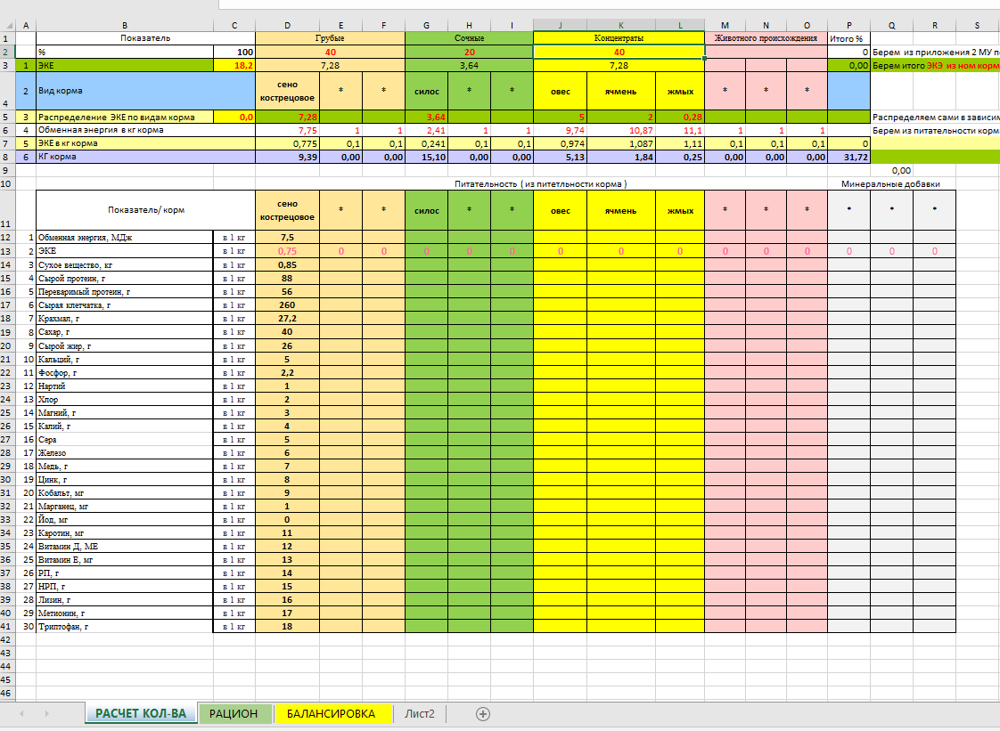 A B C D E F G H I J K L M N O P Q R S
1 Показатель Грубые Сочные Концентраты Животного происхождения Итого %
2 % 100 40 20 40 0 Берем из приложения 2 МУ
3 1 ЭКЕ 18,2 7,28 3,64 7,28 0,00 Берем итого ЭКЭ из ном корм
4 2 Вид корма сено кострецовое * * силос * * овес ячмень жмых * * *
5 3 Распределение ЭКЕ по видам корма 0,0 7,28 3,64 5 2 0,28 Распределяем сами в зависим
6 4 Обменная энергия в кг корма 7,75 1 1 2,41 1 1 9,74 10,87 11,1 1 1 1 Берем из питательности корм
7 5 ЭКЕ в кг корма 0,775 0,1 0,1 0,241 0,1 0,1 0,974 1,087 1,11 0,1 0,1 0,1 0
8 6 КГ корма 9,39 0,00 0,00 15,10 0,00 0,00 5,13 1,84 0,25 0,00 0,00 0,00 31,72
9 0,00
10 Питательность ( из питетльности корма ) Минеральные добавки
11 Показатель/ корм сено кострецовое * * силос * * овес ячмень жмых * * * * * *
12 1 Обменная энергия, МДж в 1 кг 7,5
13 2 ЭКЕ в 1 кг 0,75 0 0 0 0 0 0 0 0 0 0 0 0 0 0
14 3 Сухое вещество, кг в 1 кг 0,85
15 4 Сырой протеин, г в 1 кг 88
16 5 Переваримый протеин, г в 1 кг 56
17 6 Сырая клетчатка, г в 1 кг 260
18 7 Крахмал, г в 1 кг 27,2
19 8 Сахар, г в 1 кг 40
20 9 Сырой жир, г в 1 кг 26
21 10 Кальций, г в 1 кг 5
22 11 Фосфор, г в 1 кг 2,2
23 12 Нартий в 1 кг 1
24 13 Хлор в 1 кг 2
25 14 Магний, г в 1 кг 3
26 15 Калий, г в 1 кг 4
27 16 Сера в 1 кг 5
28 17 Железо в 1 кг 6
29 18 Медь, г в 1 кг 7
30 19 Цинк, г в 1 кг 8
31 20 Кобальт, мг в 1 кг 9
32 21 Марганец, мг в 1 кг 1
33 22 Йод, мг в 1 кг 0
34 23 Каротин, мг в 1 кг 11
35 24 Витамин Д, МЕ в 1 кг 12
36 25 Витамин Е, мг в 1 кг 13
37 26 РП, г в 1 кг 14
38 27 НРП, г в 1 кг 15
39 28 Лизин, г в 1 кг 16
40 29 Метионин, г в 1 кг 17
41 30 Триптофан, г в 1 кг 18
42
43
44
45
46
РАСЧЕТ КОЛ-ВА РАЦИОН БАЛАНСИРОВКА Лист2